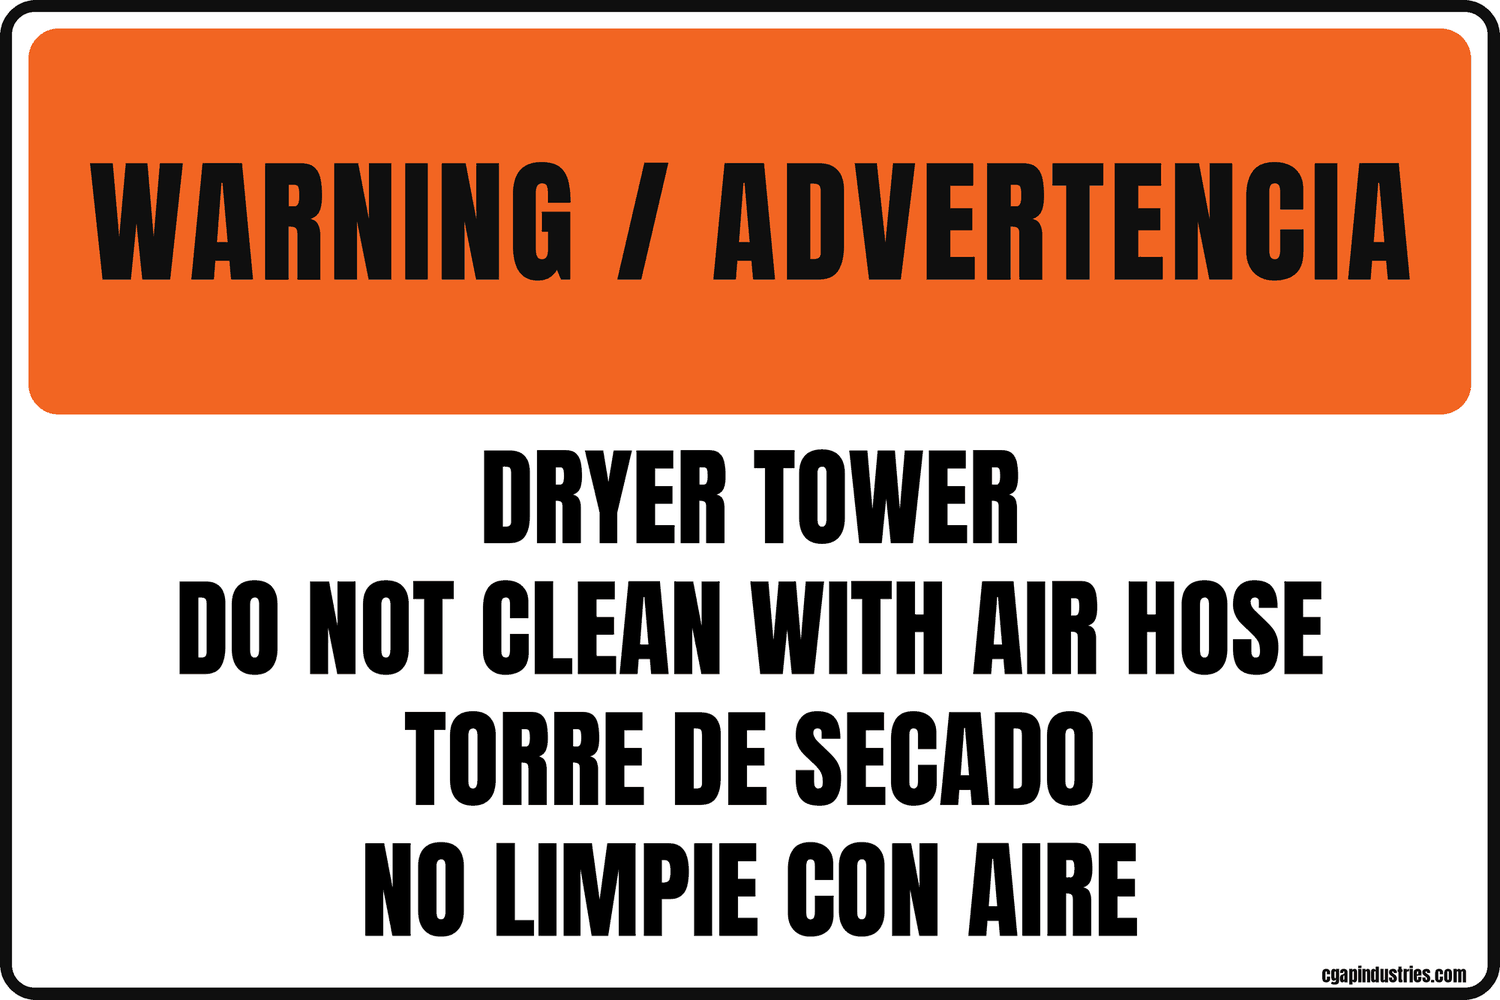 WARNING / ADVERTENCIA
DRYER TOWER
DO NOT CLEAN WITH AIR HOSE
TORRE DE SECADO
NO LIMPIE CON AIRE
cgapindustries.com